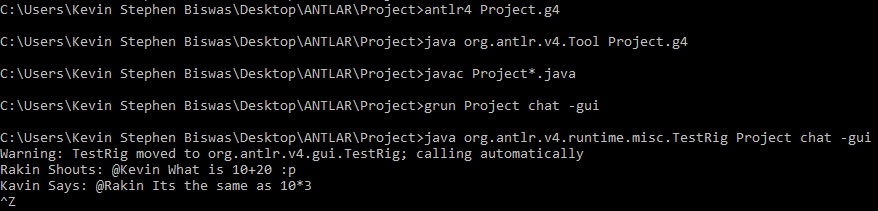 C:\Users\Kevin Stephen Biswas\Desktop\ANTLAR\Project>antlr4 Project.g4
C:\Users\Kevin Stephen Biswas\Desktop\ANTLAR\Project>java org.antlr.v4.Tool Project.g4
C:\Users\Kevin Stephen Biswas\Desktop\ANTLAR\Project>javac Project*.java
C:\Users\Kevin Stephen Biswas\Desktop\ANTLAR\Project>grun Project chat -gui
C:\Users\Kevin Stephen Biswas\Desktop\ANTLAR\Project>java org.antlr.v4.runtime.misc.TestRig Project chat -gui
Warning: TestRig moved to org.antlr.v4.gui.TestRig; calling automatically
Rakin Shouts: @Kevin What is 10+20 :p
Kavin Says: @Rakin Its the same as 10*3
^Z